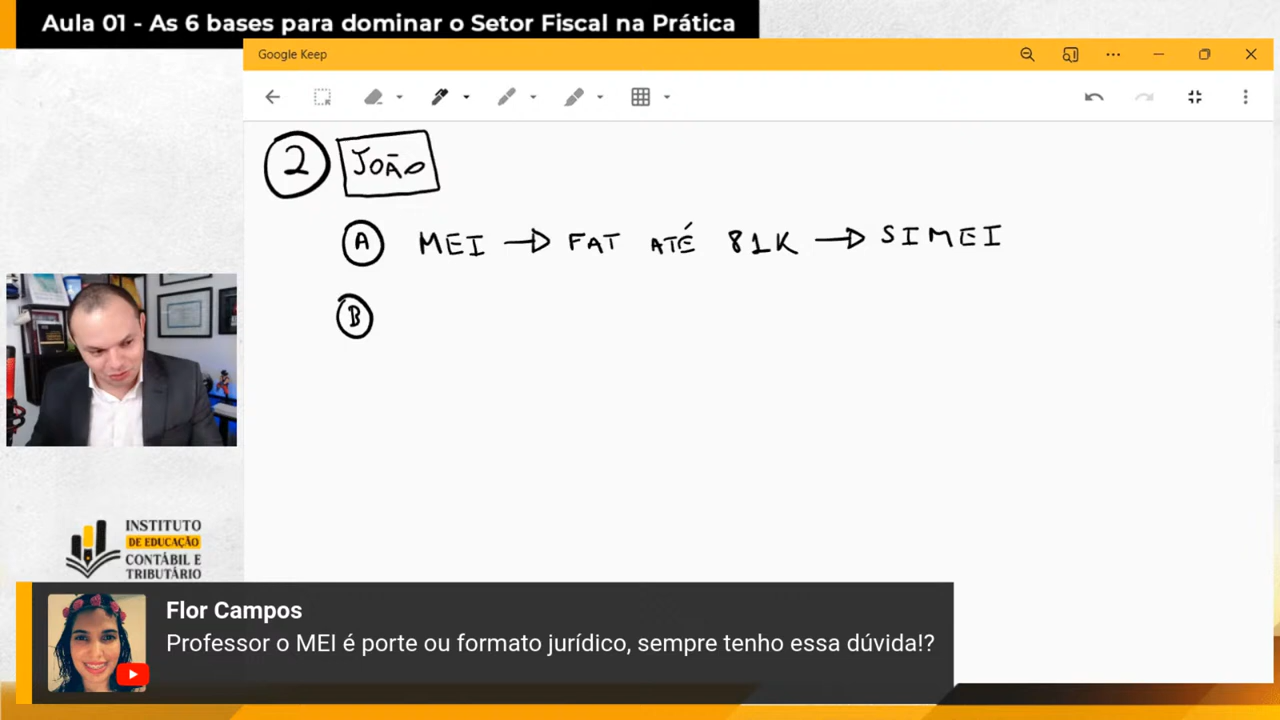 Aula 01 - As 6 bases para dominar o Setor Fiscal na Prática
Google Keep
2 JOÃO
A MEI → FAT ATÉ 81K → SIMEI
B
INSTITUTO
DE EDUCAÇÃO
CONTÁBIL E
TRIBUTÁRIO
Flor Campos
Professor o MEI é porte ou formato jurídico, sempre tenho essa dúvida!?